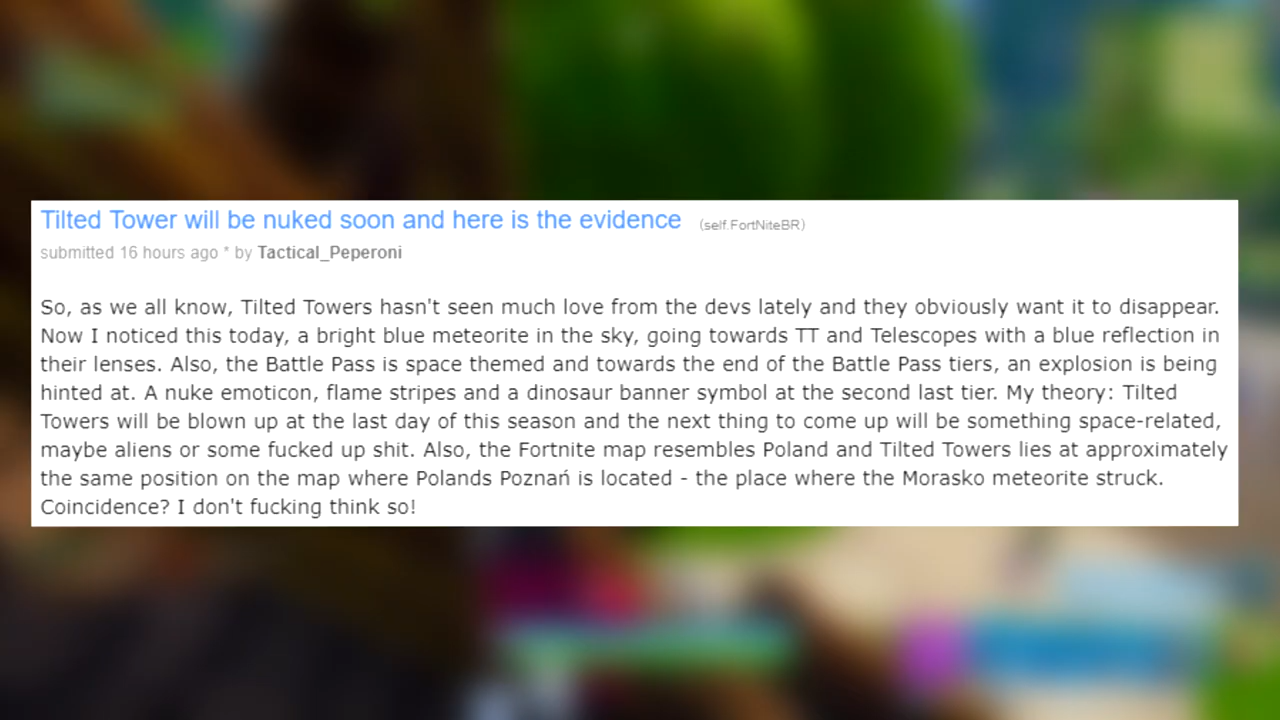 Tilted Tower will be nuked soon and here is the evidence (self.FortNiteBR)
submitted 16 hours ago * by Tactical_Peperoni
So, as we all know, Tilted Towers hasn't seen much love from the devs lately and they obviously want it to disappear.
Now I noticed this today, a bright blue meteorite in the sky, going towards TT and Telescopes with a blue reflection in
their lenses. Also, the Battle Pass is space themed and towards the end of the Battle Pass tiers, an explosion is being
hinted at. A nuke emoticon, flame stripes and a dinosaur banner symbol at the second last tier. My theory: Tilted
Towers will be blown up at the last day of this season and the next thing to come up will be something space-related,
maybe aliens or some fucked up shit. Also, the Fortnite map resembles Poland and Tilted Towers lies at approximately
the same position on the map where Polands Poznań is located - the place where the Morasko meteorite struck.
Coincidence? I don't fucking think so!